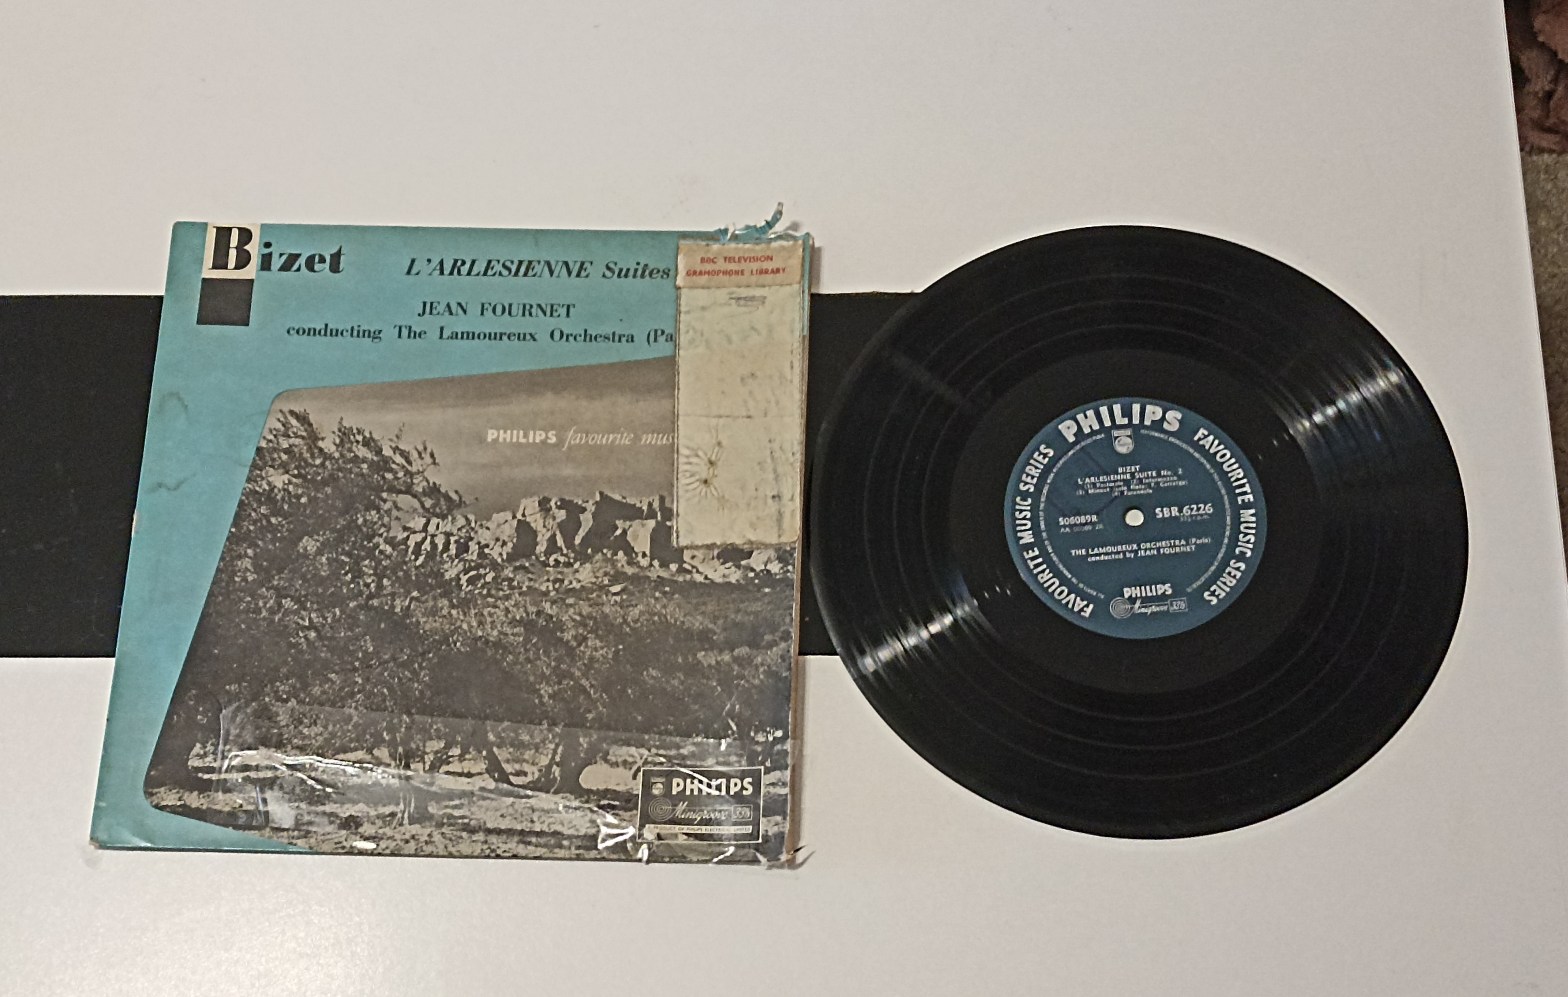 Bizet
L'ARLESIENNE Suites
JEAN FOURNET
conducting The Lamoureux Orchestra (Pa
BBC TELEVISION
GRAMOPHONE LIBRARY
PHILIPS favourite mus
PHILIPS
Minigroove
PHILIPS
FAVOURITE MUSIC SERIES
FAVOURITE MUSIC SERIES
BIZET
L'ARLESIENNE SUITE No. 2
SBR.6226
THE LAMOUREUX ORCHESTRA (Paris)
conducted by JEAN FOURNET
PHILIPS
Minigroove